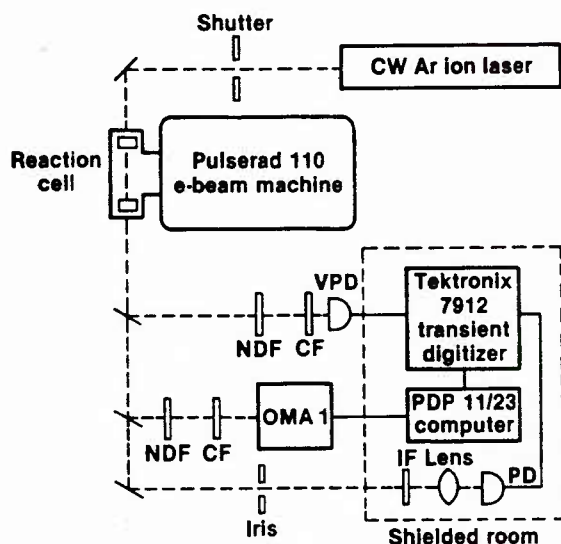 Shutter
CW Ar ion laser
Reaction
cell
Pulserad 110
e-beam machine
VPD
Tektronix
7912
transient
digitizer
NDF
CF
OMA 1
PDP 11/23
computer
NDF
CF
IF Lens
PD
Iris
Shielded room